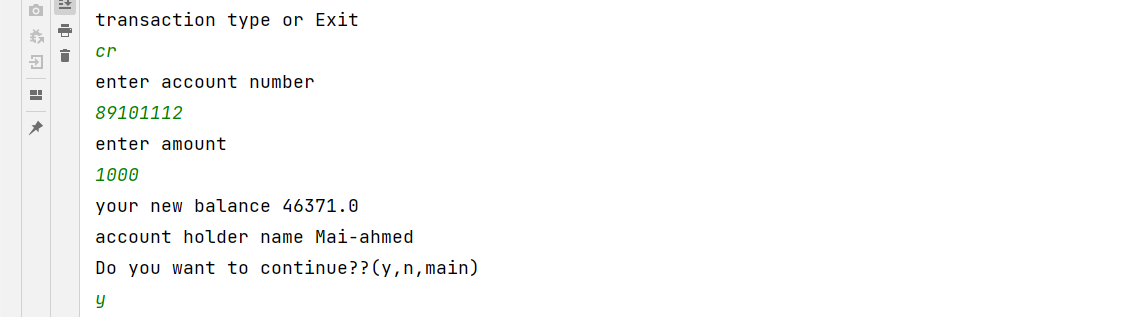 transaction type or Exit
cr
enter account number
89101112
enter amount
1000
your new balance 46371.0
account holder name Mai-ahmed
Do you want to continue??(y,n,main)
y